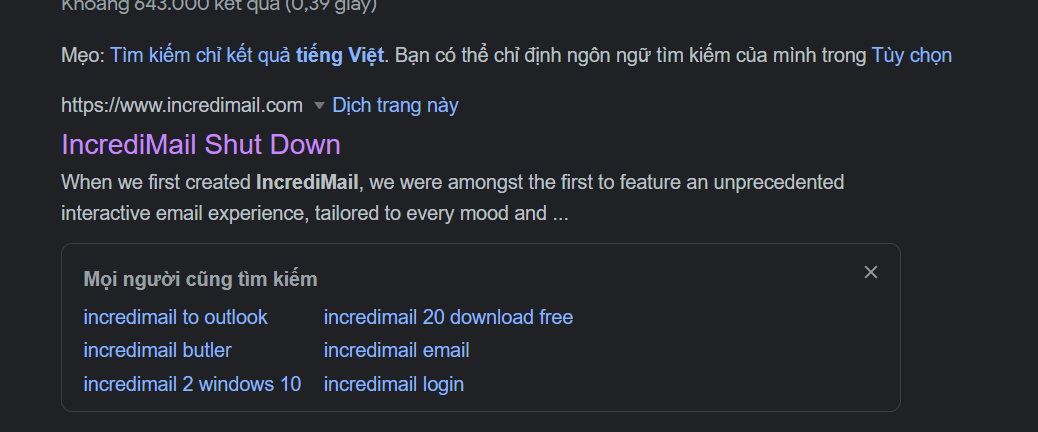 Khoảng 643.000 kết quả (0,39 giây)
Mẹo: Tìm kiếm chỉ kết quả tiếng Việt. Bạn có thể chỉ định ngôn ngữ tìm kiếm của mình trong Tùy chọn
https://www.incredimail.com Dịch trang này
IncrediMail Shut Down
When we first created IncrediMail, we were amongst the first to feature an unprecedented
interactive email experience, tailored to every mood and ...
Mọi người cũng tìm kiếm
incredimail to outlook incredimail 20 download free
incredimail butler incredimail email
incredimail 2 windows 10 incredimail login